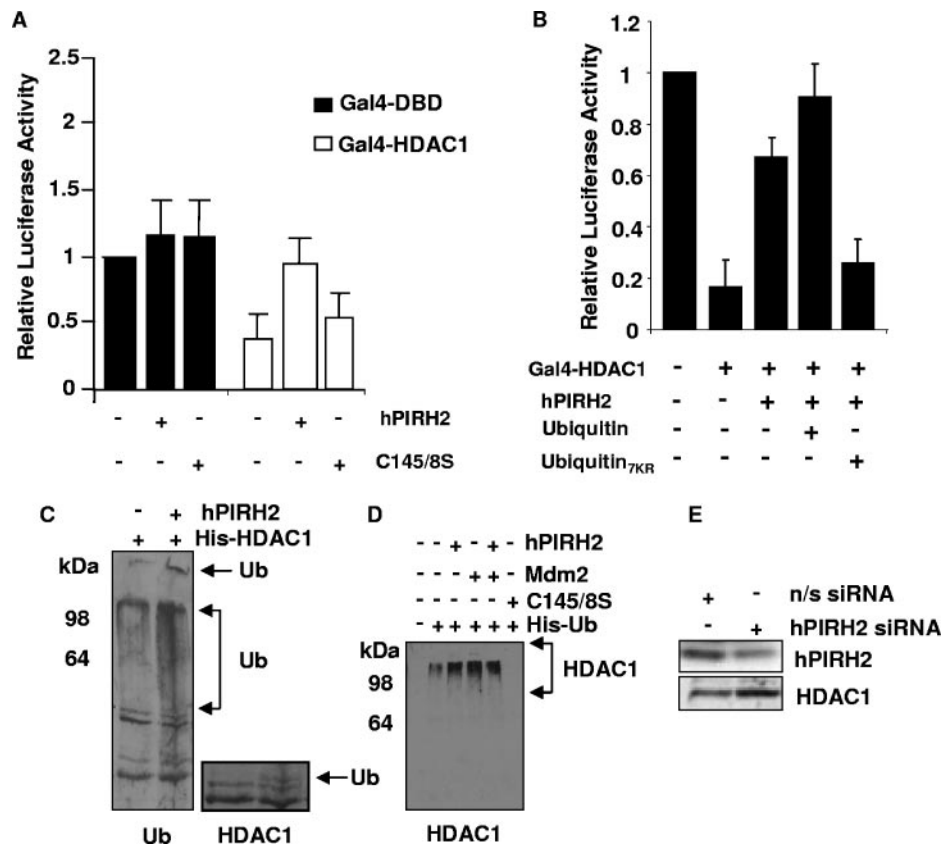 A
Relative Luciferase Activity
2.5
2
1.5
1
0.5
0
Gal4-DBD
Gal4-HDAC1
- + - - + - hPIRH2
- - + - - + C145/8S
B
Relative Luciferase Activity
1
0.8
0.6
0.4
0.2
0
Gal4-HDAC1 - + + + +
hPIRH2 - - + + +
Ubiquitin - - - + -
Ubiquitin7KR - - - - +
C
- + hPIRH2
+ + His-HDAC1
kDa
98
64
Ub
Ub
Ub
Ub
HDAC1
D
- - + - + - hPIRH2
- - - + + - Mdm2
- - - - - + C145/8S
- + + + + + His-Ub
kDa
98
64
HDAC1
HDAC1
E
+ - n/s siRNA
- + hPIRH2 siRNA
hPIRH2
HDAC1